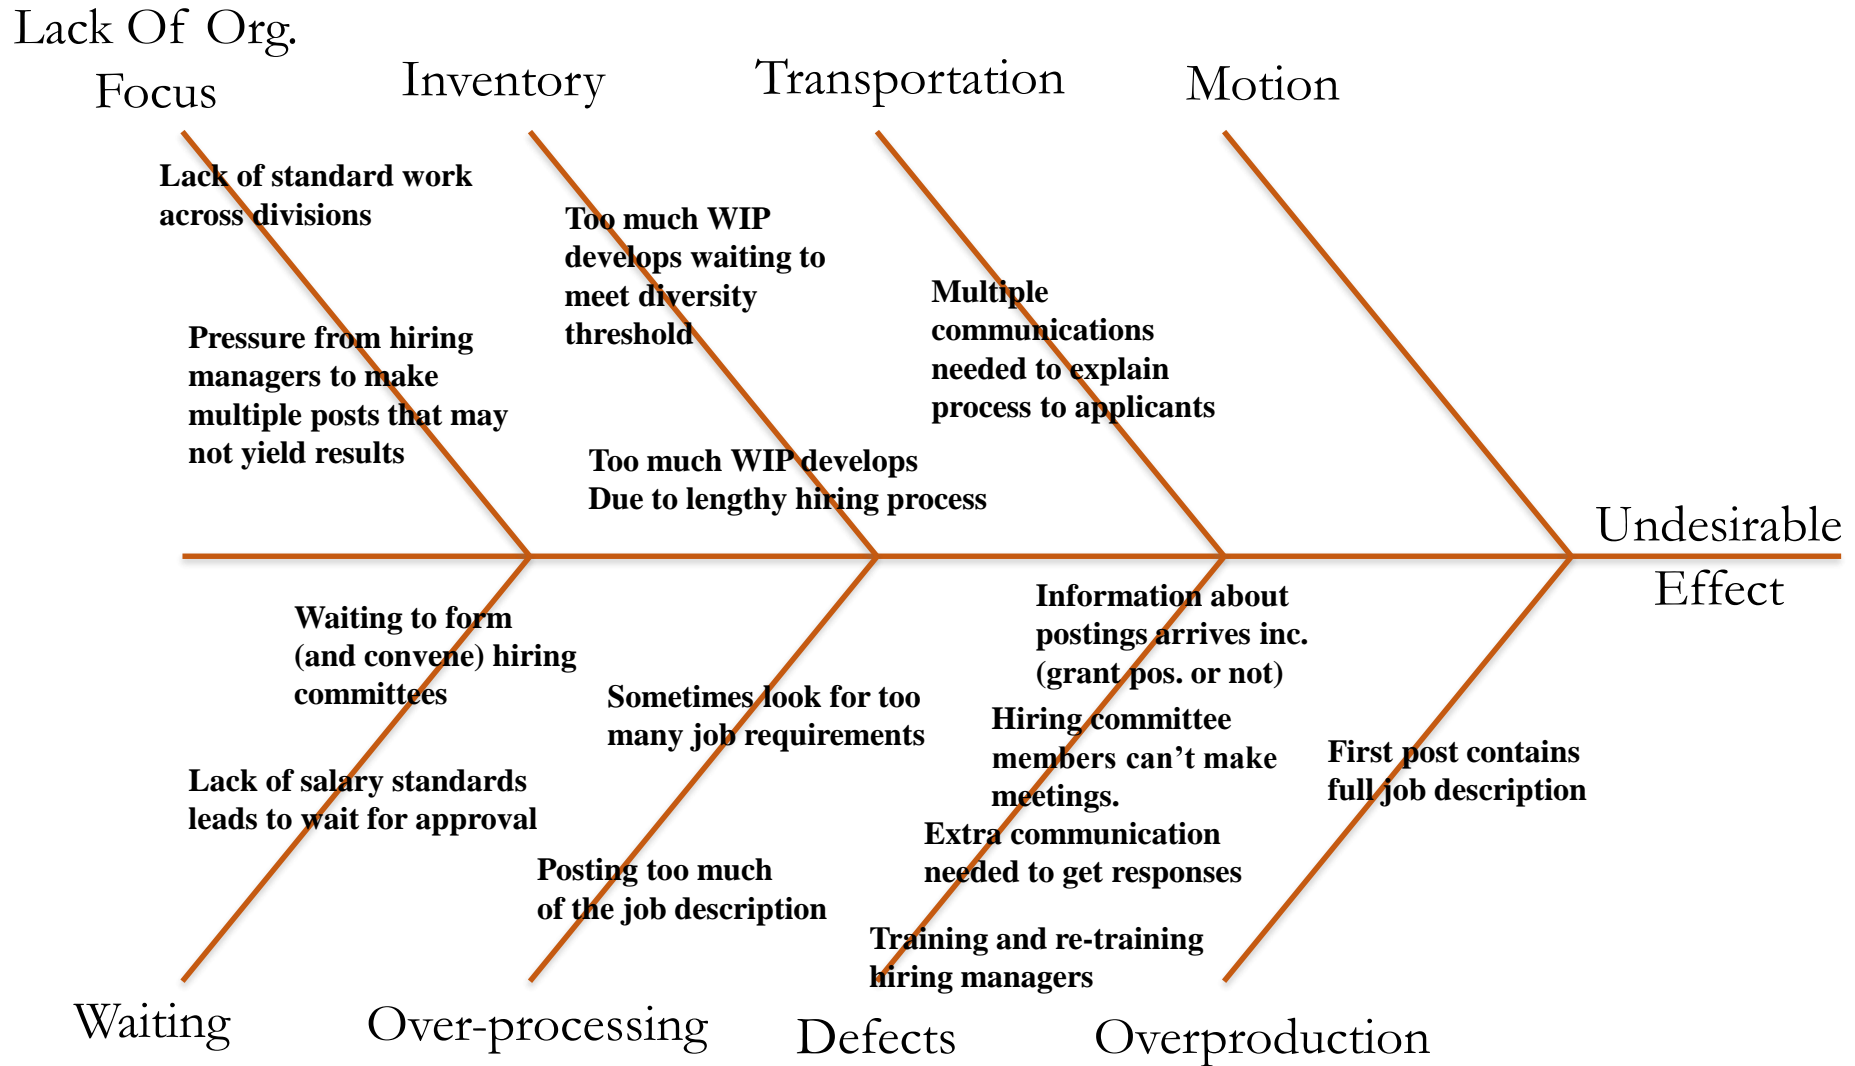 Lack Of Org.
Focus
Inventory
Transportation
Motion
Lack of standard work
across divisions
Pressure from hiring
managers to make
multiple posts that may
not yield results
Too much WIP
develops waiting to
meet diversity
threshold
Too much WIP develops
Due to lengthy hiring process
Multiple
communications
needed to explain
process to applicants
Undesirable
Effect
Waiting to form
(and convene) hiring
committees
Lack of salary standards
leads to wait for approval
Sometimes look for too
many job requirements
Posting too much
of the job description
Information about
postings arrives inc.
(grant pos. or not)
Hiring committee
members can’t make
meetings.
Extra communication
needed to get responses
Training and re-training
hiring managers
First post contains
full job description
Waiting
Over-processing
Defects
Overproduction